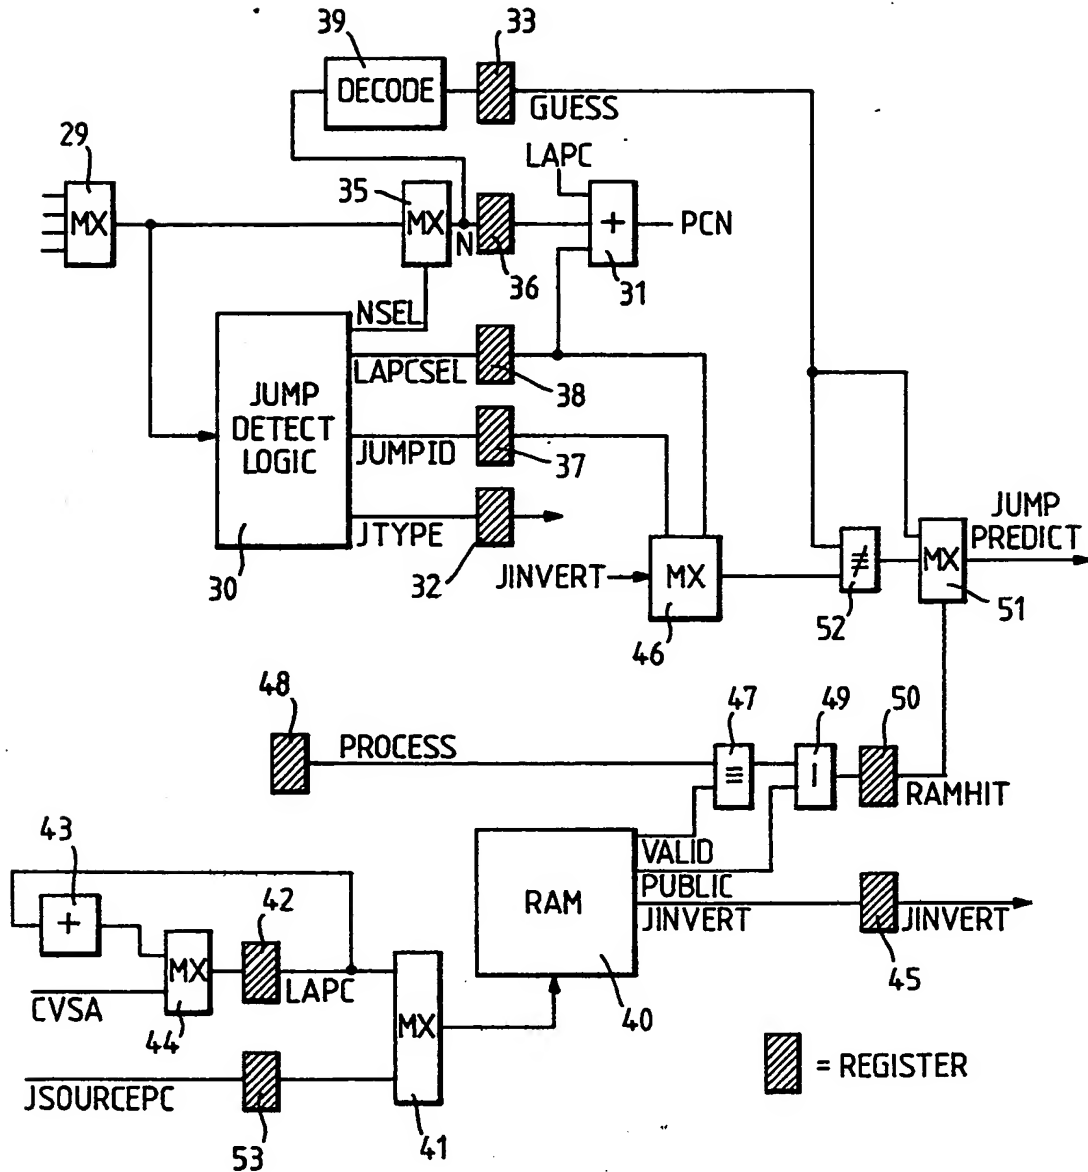 39
33
DECODE
GUESS
29
LAPC
35
MX
MX
N
+
PCN
36
31
NSEL
LAPCSEL
38
JUMP
DETECT
LOGIC
JUMPID
37
JTYPE
30
32
JINVERT
MX
46
≠
52
MX
51
JUMP
PREDICT
48
PROCESS
47
≡
49
I
50
RAMHIT
VALID
PUBLIC
JINVERT
RAM
40
JINVERT
45
43
+
42
MX
LAPC
CVSA
44
MX
JSOURCEPC
53
41
= REGISTER